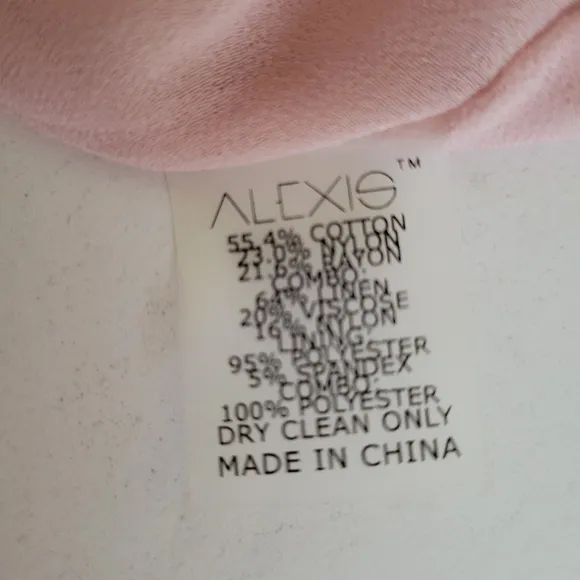 ALEXIS™
55.4% COTTON
23.0% NYLON
21.6% RAYON
COMBO:
64% LINEN
20% VISCOSE
16% NYLON
LINING:
95% POLYESTER
5% SPANDEX
COMBO:
100% POLYESTER
DRY CLEAN ONLY
MADE IN CHINA